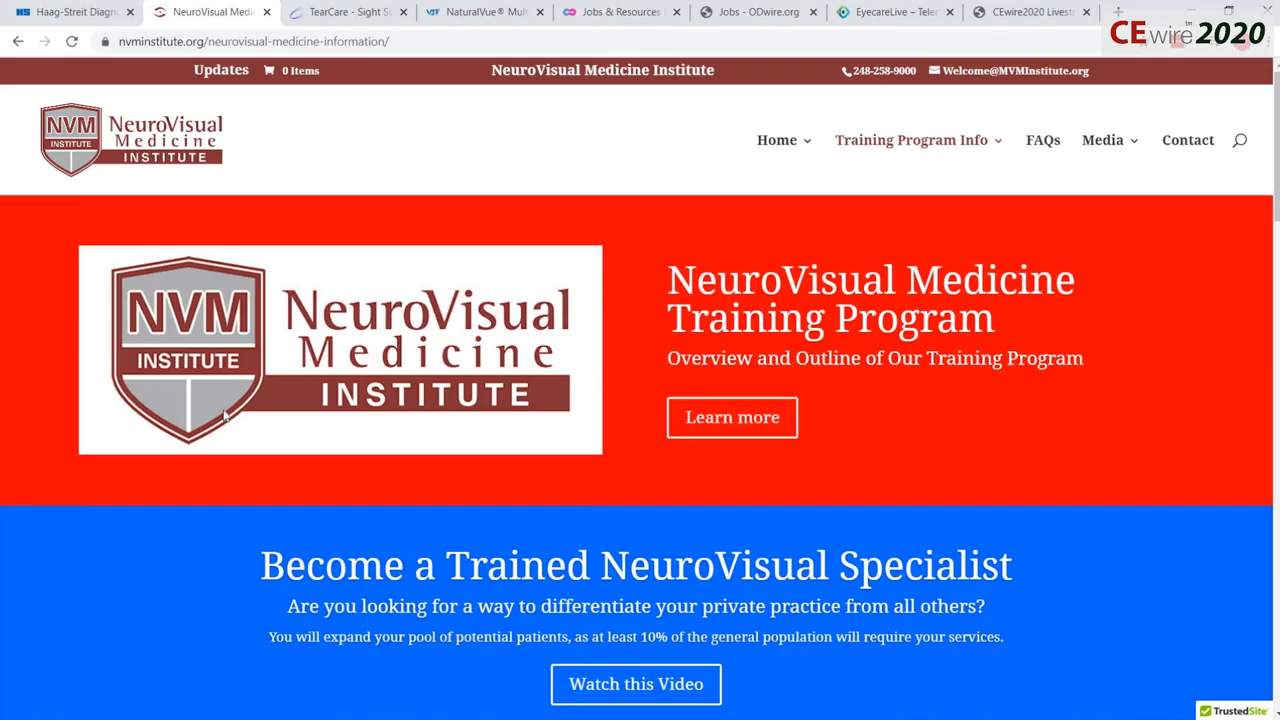 Haag-Streit Diagn
NeuroVisual Medi
TearCare - Sight S
NaturalVue® Mul
Jobs & Resources
Jobs - ODwire.org
EyecareLive – Tele
CEwire2020 Livest
CEwire™2020
nvminstitute.org/neurovisual-medicine-information/
Updates
0 Items
NeuroVisual Medicine Institute
248-258-9000
Welcome@MVMInstitute.org
NVM
INSTITUTE
NeuroVisual
Medicine
INSTITUTE
Home
Training Program Info
FAQs
Media
Contact
NVM
INSTITUTE
NeuroVisual
Medicine
INSTITUTE
NeuroVisual Medicine
Training Program
Overview and Outline of Our Training Program
Learn more
Become a Trained NeuroVisual Specialist
Are you looking for a way to differentiate your private practice from all others?
You will expand your pool of potential patients, as at least 10% of the general population will require your services.
Watch this Video
TrustedSite